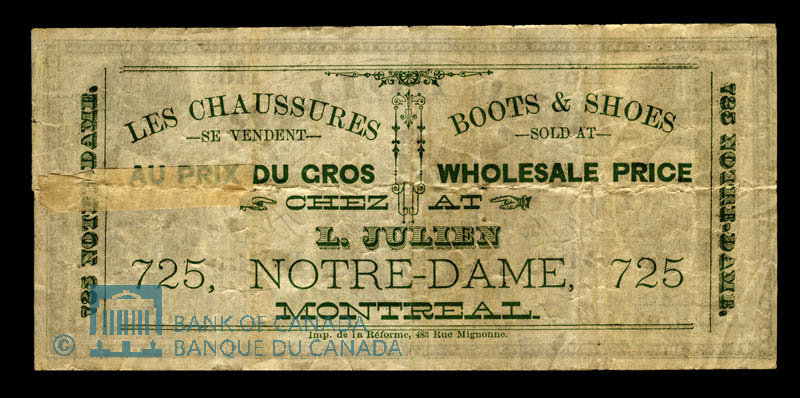 LES CHAUSSURES
—SE VENDENT—
AU PRIX DU GROS
CHEZ
BOOTS & SHOES
—SOLD AT—
WHOLESALE PRICE
AT
L. JULIEN
725, NOTRE-DAME, 725
MONTREAL.
Imp. de la Réforme, 483 Rue Mignonne.
725 NOTRE-DAME.
725 NOTRE-DAME.
© BANK OF CANADA
BANQUE DU CANADA